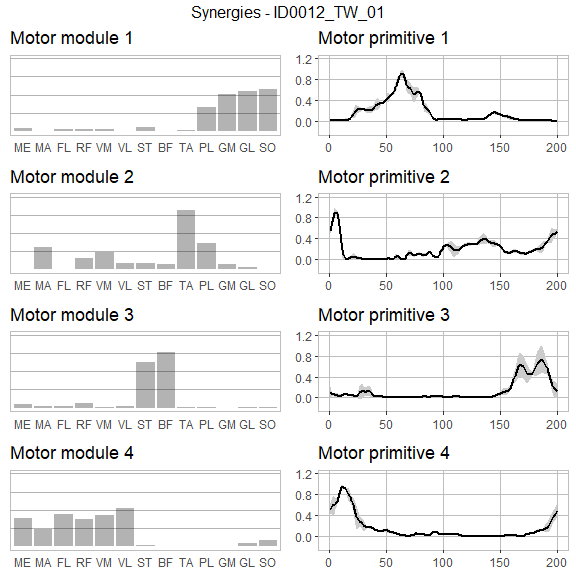 Synergies - ID0012_TW_01
Motor module 1
Motor primitive 1
1.2
0.8
0.4
0.0
ME MA FL RF VM VL ST BF TA PL GM GL SO
0 50 100 150 200
Motor module 2
Motor primitive 2
1.2
0.8
0.4
0.0
ME MA FL RF VM VL ST BF TA PL GM GL SO
0 50 100 150 200
Motor module 3
Motor primitive 3
1.2
0.8
0.4
0.0
ME MA FL RF VM VL ST BF TA PL GM GL SO
0 50 100 150 200
Motor module 4
Motor primitive 4
1.2
0.8
0.4
0.0
ME MA FL RF VM VL ST BF TA PL GM GL SO
0 50 100 150 200